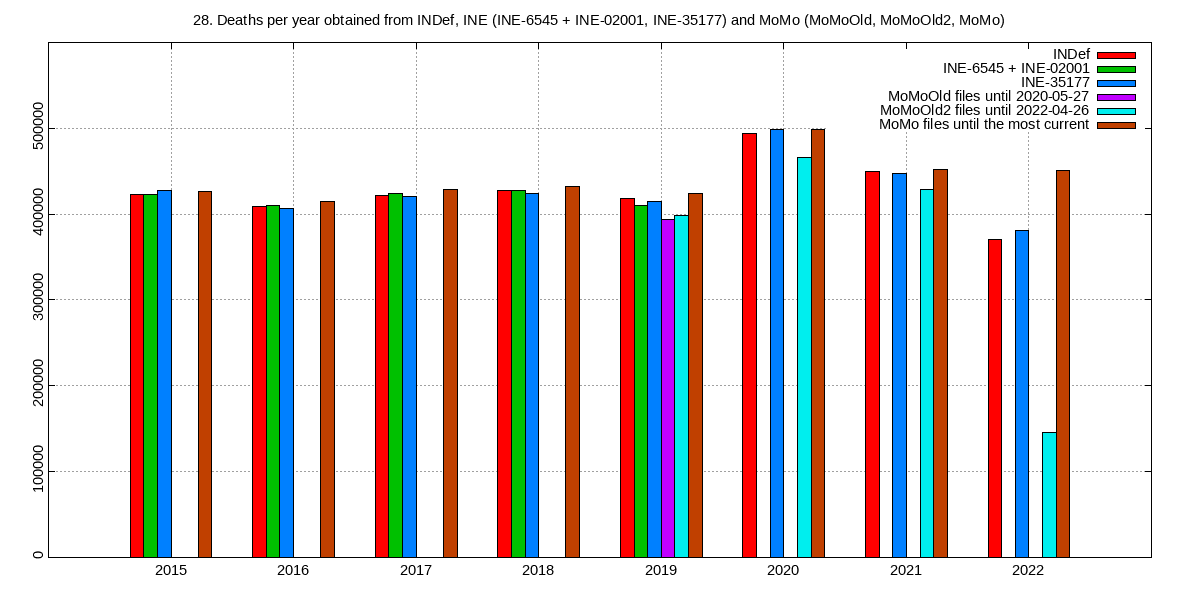 28. Deaths per year obtained from INDef, INE (INE-6545 + INE-02001, INE-35177) and MoMo (MoMoOld, MoMoOld2, MoMo)
INDef
INE-6545 + INE-02001
INE-35177
MoMoOld files until 2020-05-27
MoMoOld2 files until 2022-04-26
MoMo files until the most current
500000
400000
300000
200000
100000
0
2015 2016 2017 2018 2019 2020 2021 2022